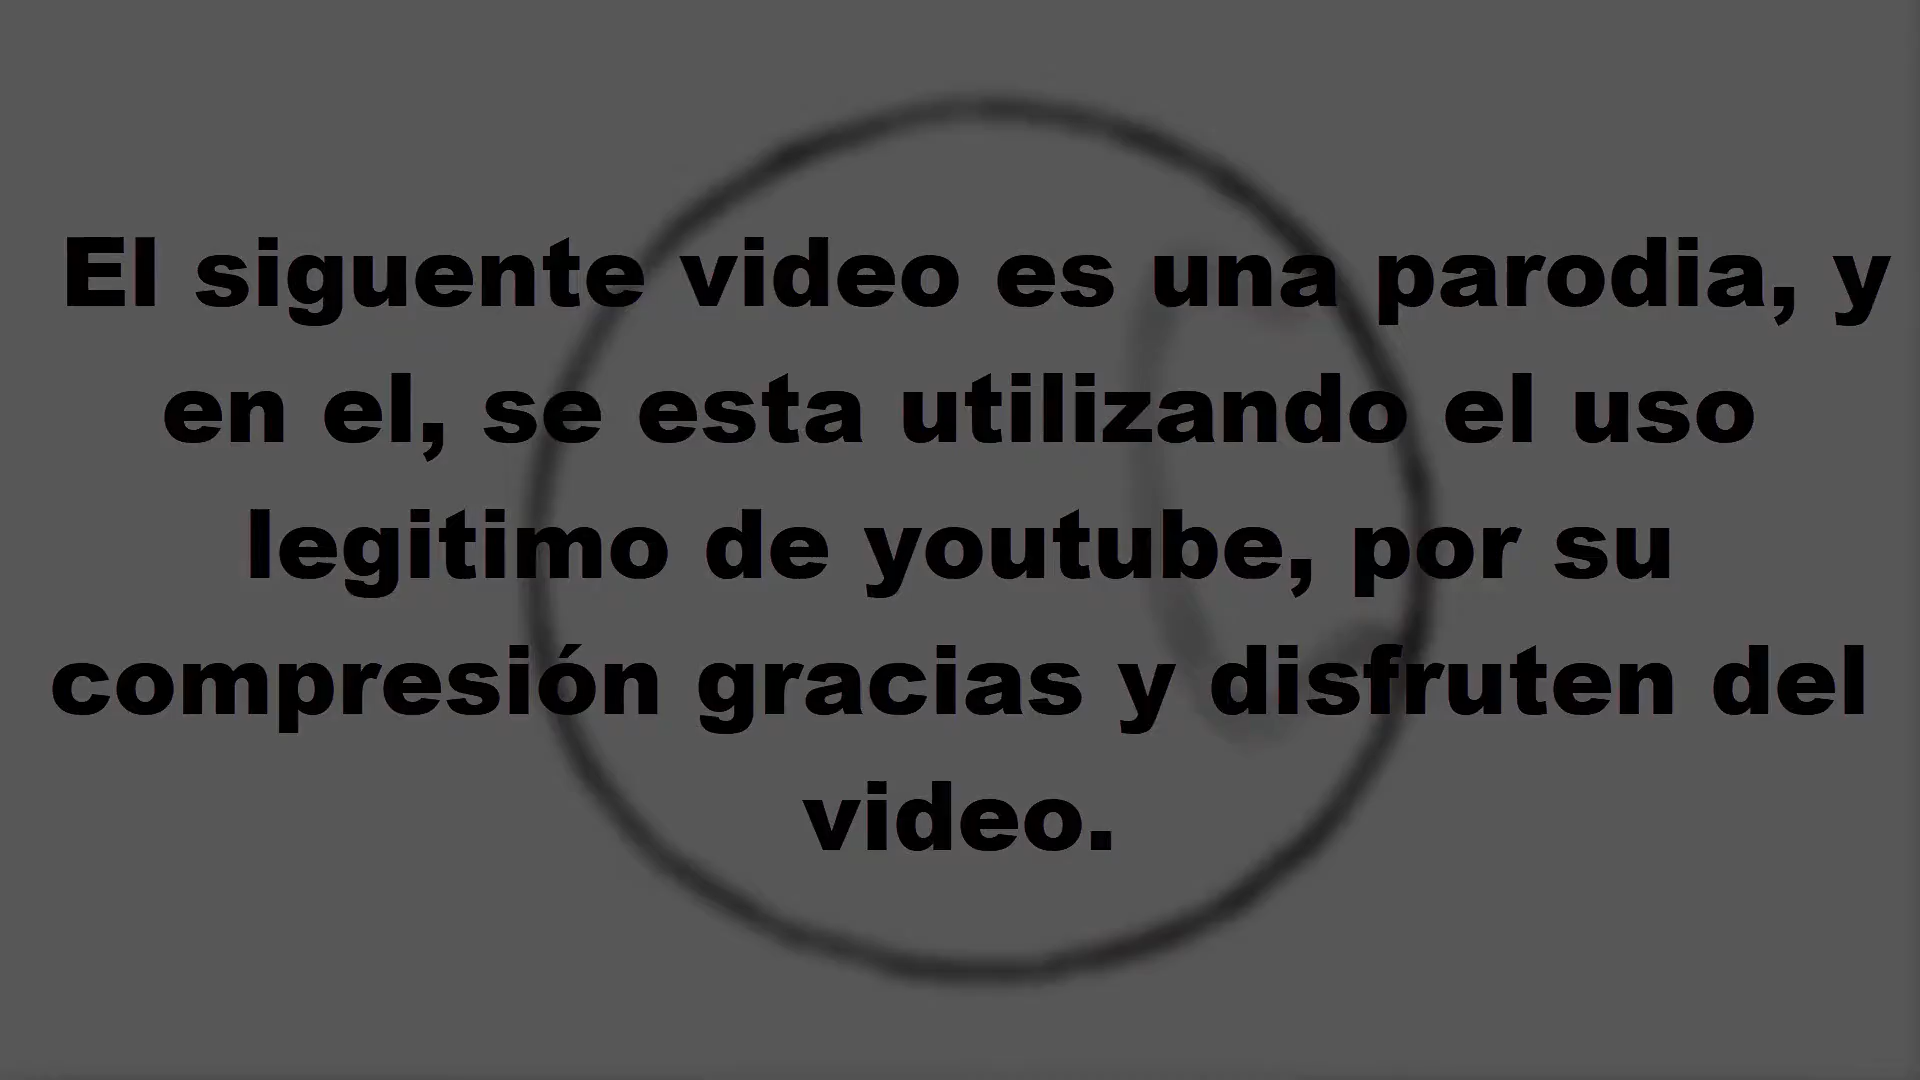 El siguente video es una parodia, y
en el, se esta utilizando el uso
legitimo de youtube, por su
compresión gracias y disfruten del
video.